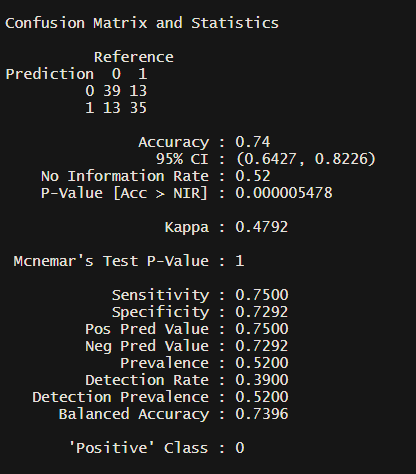 Confusion Matrix and Statistics
Reference
Prediction 0 1
0 39 13
1 13 35
Accuracy : 0.74
95% CI : (0.6427, 0.8226)
No Information Rate : 0.52
P-Value [Acc > NIR] : 0.000005478
Kappa : 0.4792
Mcnemar's Test P-Value : 1
Sensitivity : 0.7500
Specificity : 0.7292
Pos Pred Value : 0.7500
Neg Pred Value : 0.7292
Prevalence : 0.5200
Detection Rate : 0.3900
Detection Prevalence : 0.5200
Balanced Accuracy : 0.7396
'Positive' Class : 0